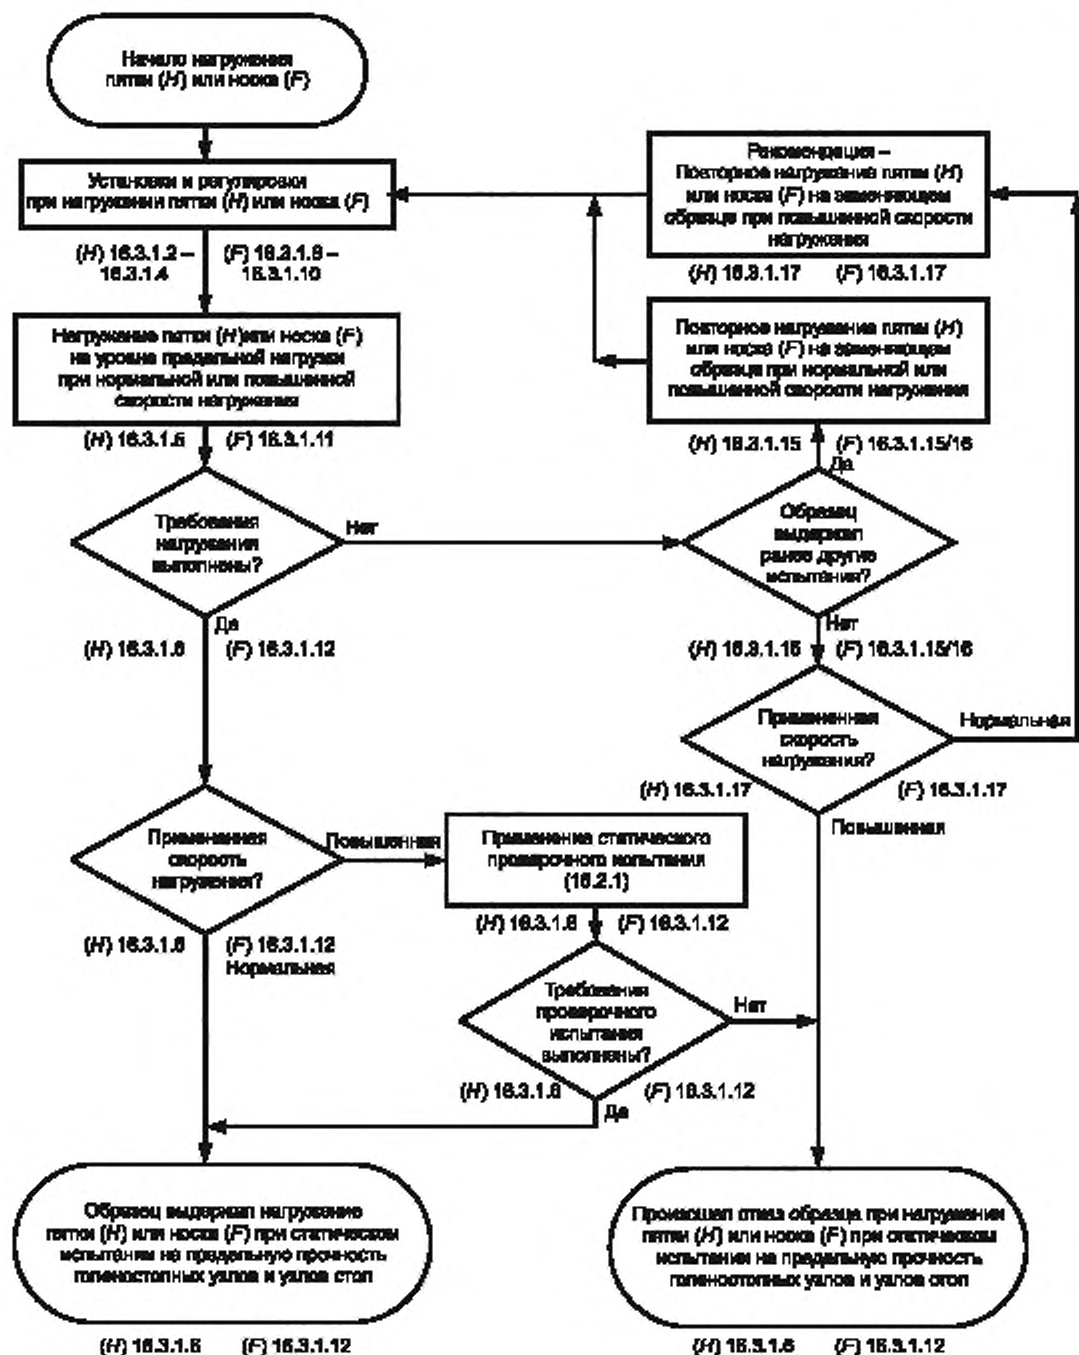 Начало нагружения
пятки (H) или носка (F)
Установки и регулировки
при нагружении пятки (H) или носка (F)
(H) 16.3.1.2 –
16.3.1.4
(F) 16.3.1.8 –
16.3.1.10
Нагружение пятки (H)или носка (F)
на уровне предельной нагрузки
при нормальной или повышенной
скорости нагружения
(H) 16.3.1.5 (F) 16.3.1.11
Требования
нагружения
выполнены?
Нет
Да
(H) 16.3.1.6 (F) 16.3.1.12
Рекомендация –
Повторное нагружение пятки (H)
или носка (F) на заменяющем
образце при повышенной скорости
нагружения
(H) 16.3.1.17 (F) 16.3.1.17
Повторное нагружение пятки (H)
или носка (F) на заменяющем
образце при нормальной или
повышенной скорости нагружения
(H) 16.3.1.15 (F) 16.3.1.15/16
Да
Образец
выдержал
ранее другие
испытания?
Нет
(H) 16.3.1.15 (F) 16.3.1.15/16
Примененная
скорость
нагружения?
Нормальная
(H) 16.3.1.17 (F) 16.3.1.17
Повышенная
Примененная
скорость
нагружения?
Повышенная
(H) 16.3.1.6 (F) 16.3.1.12
Нормальная
Применение статического
проверочного испытания
(16.2.1)
(H) 16.3.1.6 (F) 16.3.1.12
Требования
проверочного
испытания
выполнены?
Нет
(H) 16.3.1.6 (F) 16.3.1.12
Да
Образец выдержал нагружение
пятки (H) или носка (F) при статическом
испытании на предельную прочность
голеностопных узлов и узлов стоп
(H) 16.3.1.6 (F) 16.3.1.12
Произошел отказ образца при нагружении
пятки (H) или носка (F) при статическом
испытании на предельную прочность
голеностопных узлов и узлов стоп
(H) 16.3.1.6 (F) 16.3.1.12